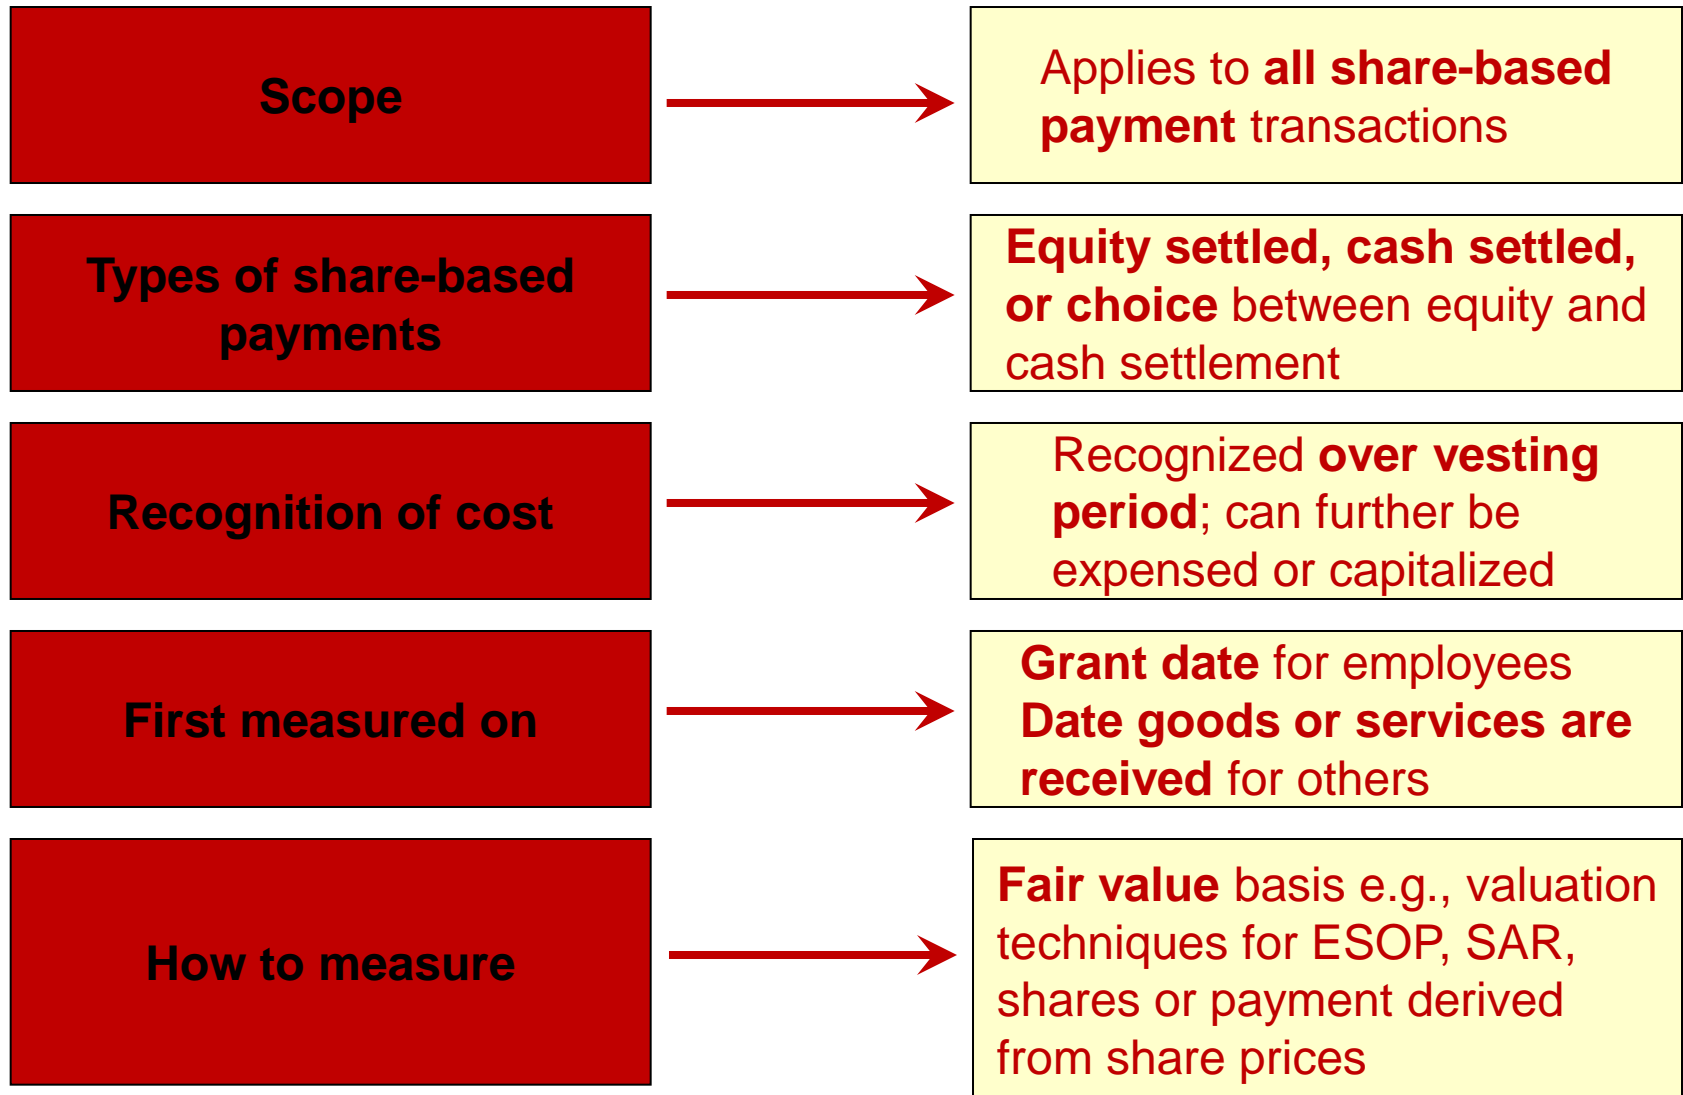 Scope
Applies to all share-based
payment transactions
Types of share-based
payments
Equity settled, cash settled,
or choice between equity and
cash settlement
Recognition of cost
Recognized over vesting
period; can further be
expensed or capitalized
First measured on
Grant date for employees
Date goods or services are
received for others
How to measure
Fair value basis e.g., valuation
techniques for ESOP, SAR,
shares or payment derived
from share prices